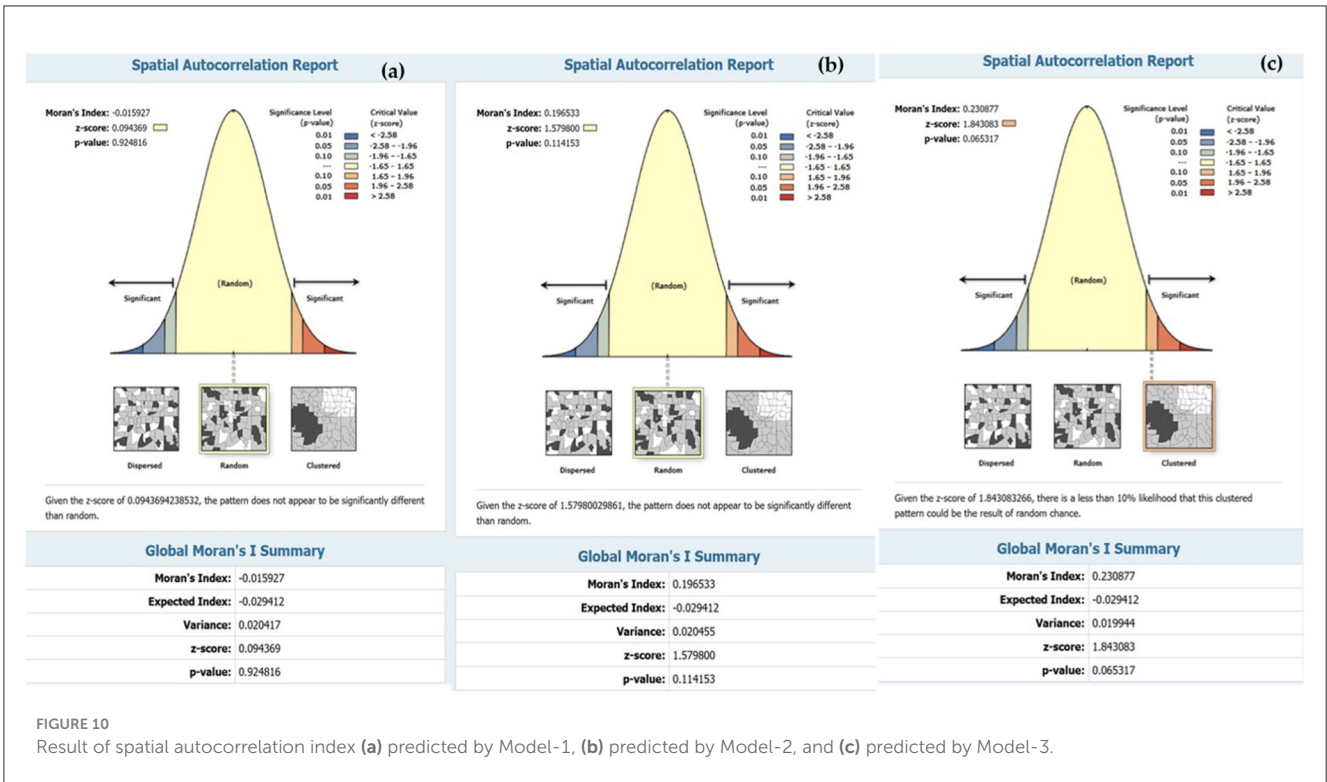 Spatial Autocorrelation Report
(a)
Moran's Index: -0.015927
z-score: 0.094369
p-value: 0.924816
Significance Level
(p-value)
Critical Value
(z-score)
0.01 < -2.58
0.05 -2.58 – -1.96
0.10 -1.96 – -1.65
--- -1.65 – 1.65
0.10 1.65 – 1.96
0.05 1.96 – 2.58
0.01 > 2.58
Significant
(Random)
Significant
Dispersed
Random
Clustered
Given the z-score of 0.0943694238532, the pattern does not appear to be significantly different
than random.
Global Moran's I Summary
Moran's Index: -0.015927
Expected Index: -0.029412
Variance: 0.020417
z-score: 0.094369
p-value: 0.924816
Spatial Autocorrelation Report
(b)
Moran's Index: 0.196533
z-score: 1.579800
p-value: 0.114153
Significance Level
(p-value)
Critical Value
(z-score)
0.01 < -2.58
0.05 -2.58 – -1.96
0.10 -1.96 – -1.65
--- -1.65 – 1.65
0.10 1.65 – 1.96
0.05 1.96 – 2.58
0.01 > 2.58
Significant
(Random)
Significant
Dispersed
Random
Clustered
Given the z-score of 1.57980029861, the pattern does not appear to be significantly different
than random.
Global Moran's I Summary
Moran's Index: 0.196533
Expected Index: -0.029412
Variance: 0.020455
z-score: 1.579800
p-value: 0.114153
Spatial Autocorrelation Report
(c)
Moran's Index: 0.230877
z-score: 1.843083
p-value: 0.065317
Significance Level
(p-value)
Critical Value
(z-score)
0.01 < -2.58
0.05 -2.58 – -1.96
0.10 -1.96 – -1.65
--- -1.65 – 1.65
0.10 1.65 – 1.96
0.05 1.96 – 2.58
0.01 > 2.58
Significant
(Random)
Significant
Dispersed
Random
Clustered
Given the z-score of 1.843083266, there is a less than 10% likelihood that this clustered
pattern could be the result of random chance.
Global Moran's I Summary
Moran's Index: 0.230877
Expected Index: -0.029412
Variance: 0.019944
z-score: 1.843083
p-value: 0.065317
FIGURE 10
Result of spatial autocorrelation index (a) predicted by Model-1, (b) predicted by Model-2, and (c) predicted by Model-3.